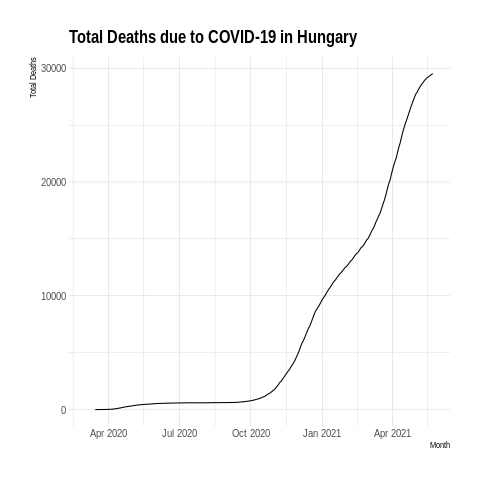 Total Deaths due to COVID-19 in Hungary
Total Deaths
30000
20000
10000
0
Apr 2020 Jul 2020 Oct 2020 Jan 2021 Apr 2021
Month